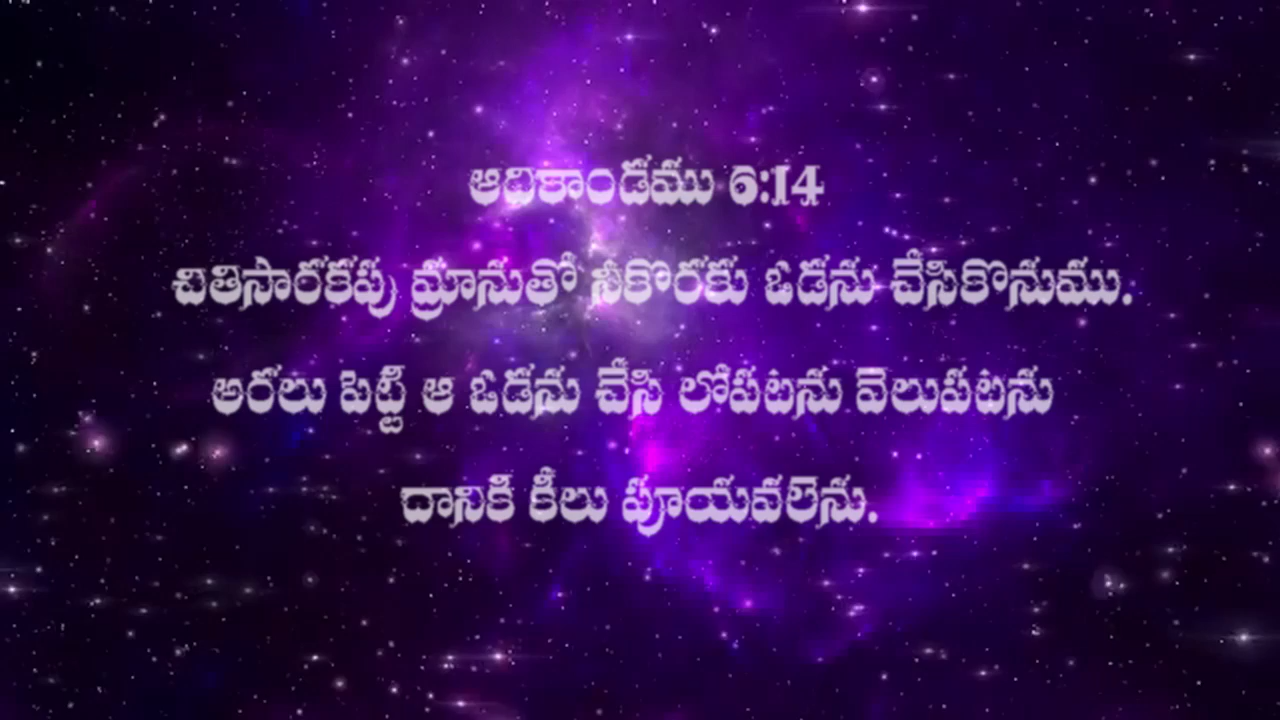 ఆదికాండము 6:14
చితిసారకపు మ్రానుతో నీకొరకు ఓడను చేసికొనుము.
అరలు పెట్టి ఆ ఓడను చేసి లోపటను వెలుపటను
దానికి కీలు పూయవలెను.